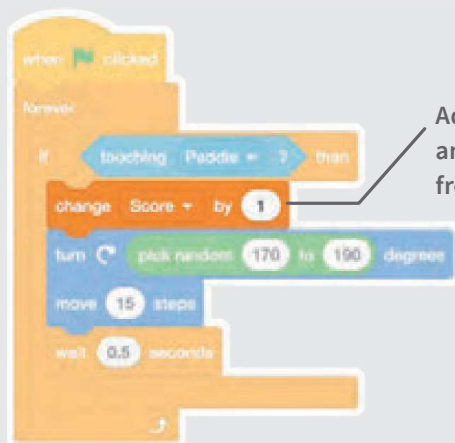 when clicked
forever
if touching Paddle ? then
change Score by 1
turn pick random 170 to 190 degrees
move 15 steps
wait 0.5 seconds